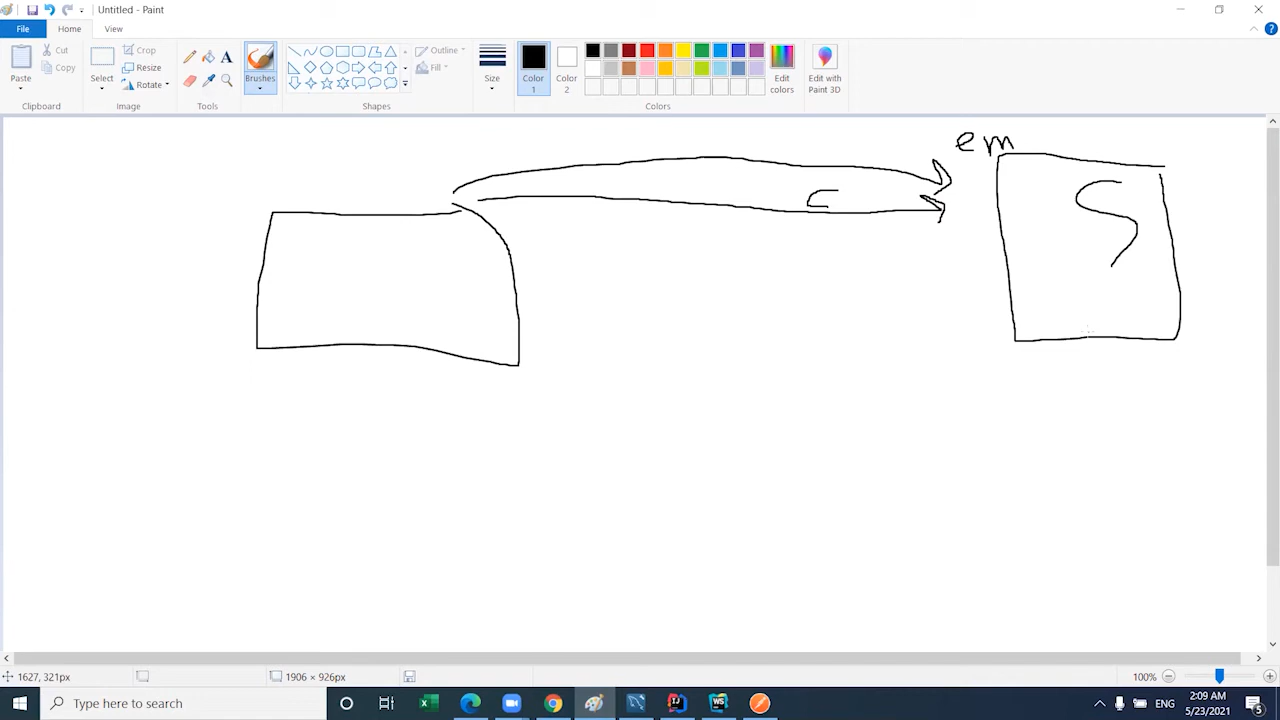 Untitled - Paint
File
Home
View
Paste
Cut
Copy
Clipboard
Select
Crop
Resize
Rotate
Image
Tools
Brushes
Shapes
Outline
Fill
Size
Color 1
Color 2
Edit colors
Colors
Edit with Paint 3D
em
S
1627, 321px
1906 × 926px
100%
Type here to search
ENG
2:09 AM
5/23/2021
5